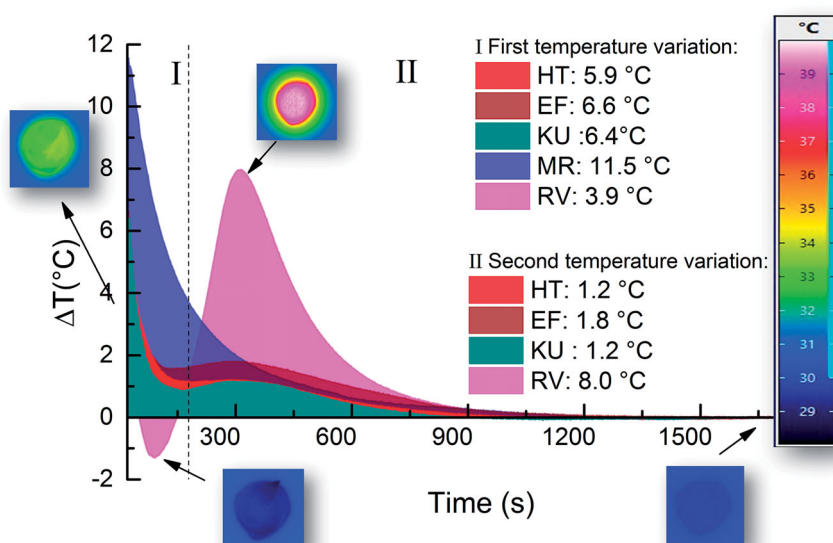 12
10
8
6
4
2
0
-2
ΔT(°C)
I
II
300
600
900
1200
1500
Time (s)
I First temperature variation:
HT: 5.9 °C
EF: 6.6 °C
KU :6.4°C
MR: 11.5 °C
RV: 3.9 °C
II Second temperature variation:
HT: 1.2 °C
EF: 1.8 °C
KU : 1.2 °C
RV: 8.0 °C
°C
39
38
37
36
35
34
33
32
31
30
29